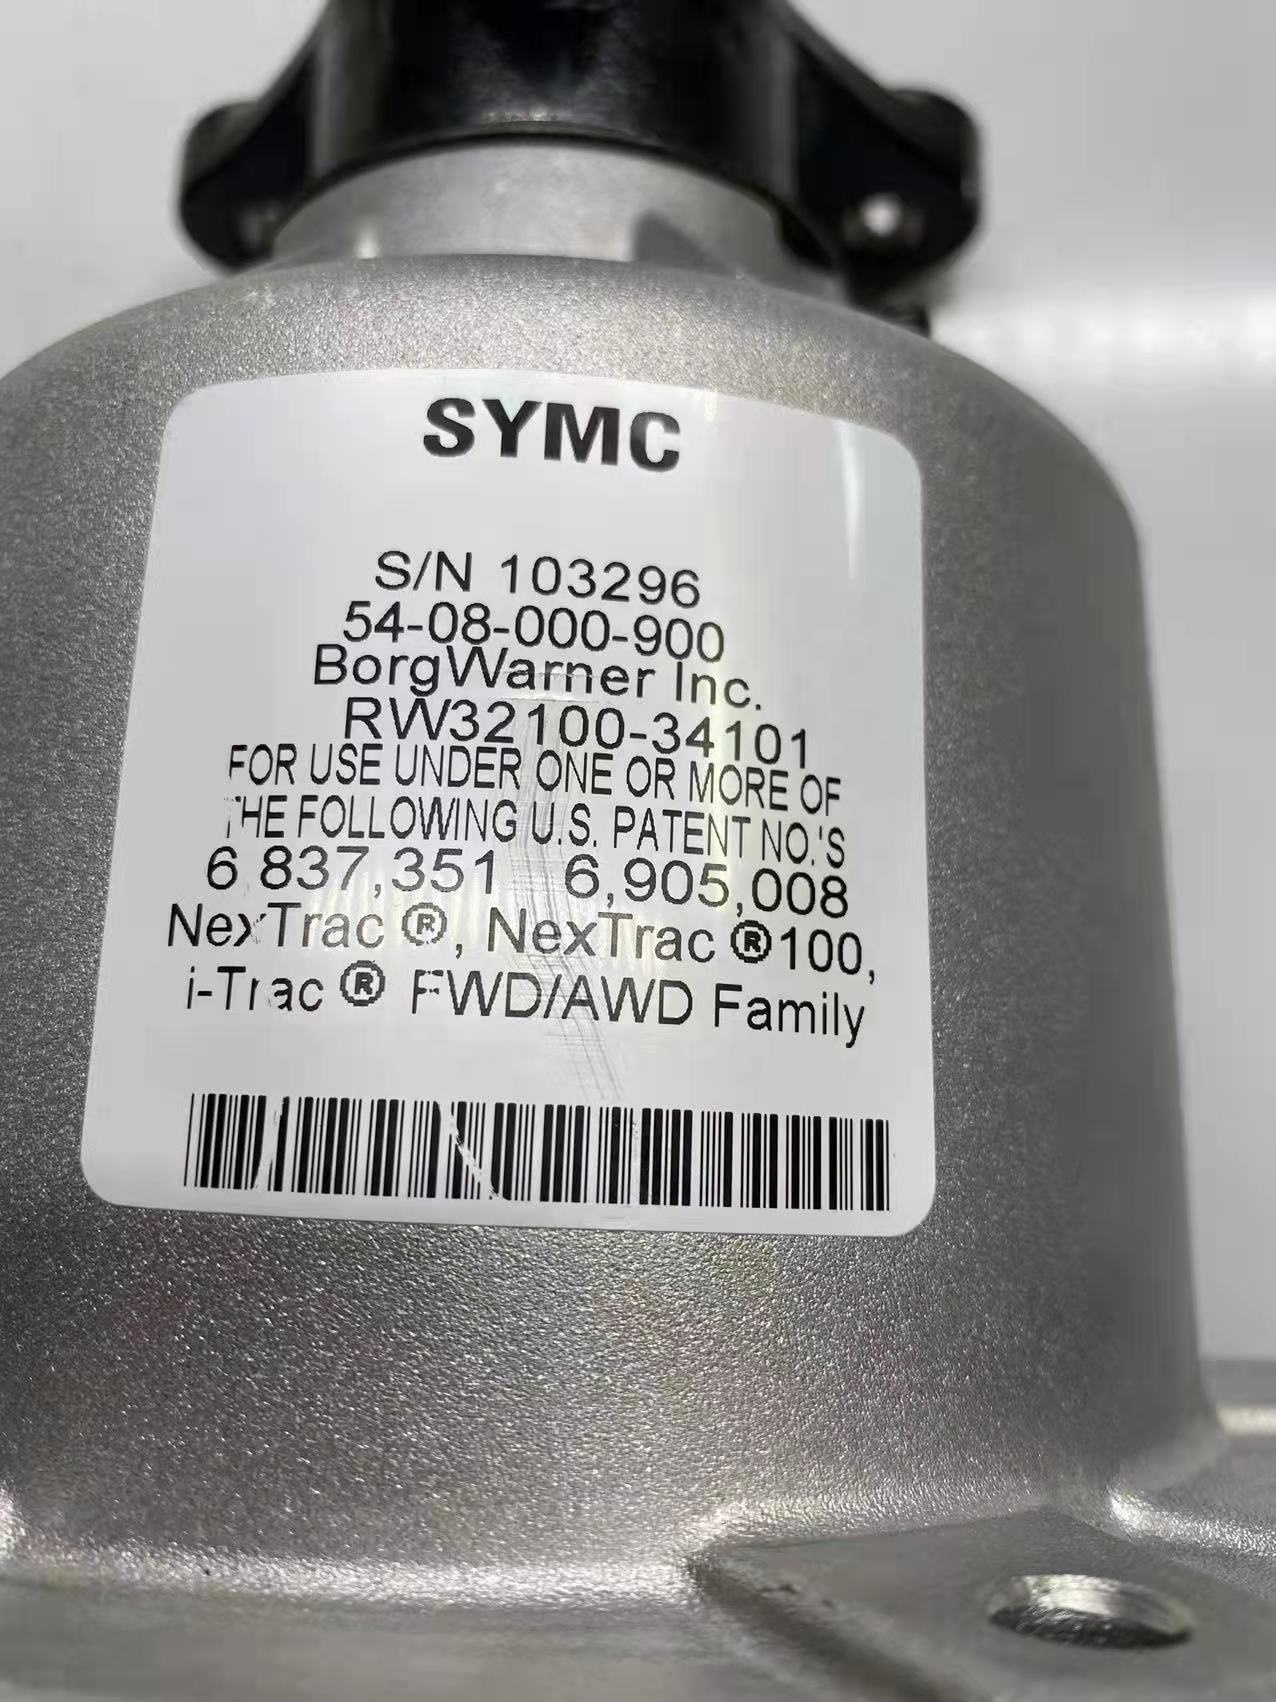 SYMC
S/N 103296
54-08-000-900
BorgWarner Inc.
RW32100-34101
FOR USE UNDER ONE OR MORE OF
THE FOLLOWING U.S. PATENT NO.'S
6 837,351 6,905,008
NexTrac ®, NexTrac ®100,
i-Trac ® FWD/AWD Family